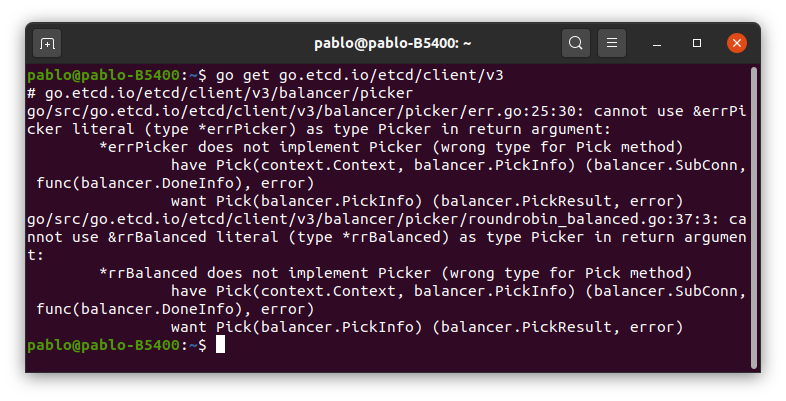 pablo@pablo-B5400: ~
pablo@pablo-B5400:~$ go get go.etcd.io/etcd/client/v3
# go.etcd.io/etcd/client/v3/balancer/picker
go/src/go.etcd.io/etcd/client/v3/balancer/picker/err.go:25:30: cannot use &errPi
cker literal (type *errPicker) as type Picker in return argument:
        *errPicker does not implement Picker (wrong type for Pick method)
                have Pick(context.Context, balancer.PickInfo) (balancer.SubConn,
 func(balancer.DoneInfo), error)
                want Pick(balancer.PickInfo) (balancer.PickResult, error)
go/src/go.etcd.io/etcd/client/v3/balancer/picker/roundrobin_balanced.go:37:3: ca
nnot use &rrBalanced literal (type *rrBalanced) as type Picker in return argumen
t:
        *rrBalanced does not implement Picker (wrong type for Pick method)
                have Pick(context.Context, balancer.PickInfo) (balancer.SubConn,
 func(balancer.DoneInfo), error)
                want Pick(balancer.PickInfo) (balancer.PickResult, error)
pablo@pablo-B5400:~$